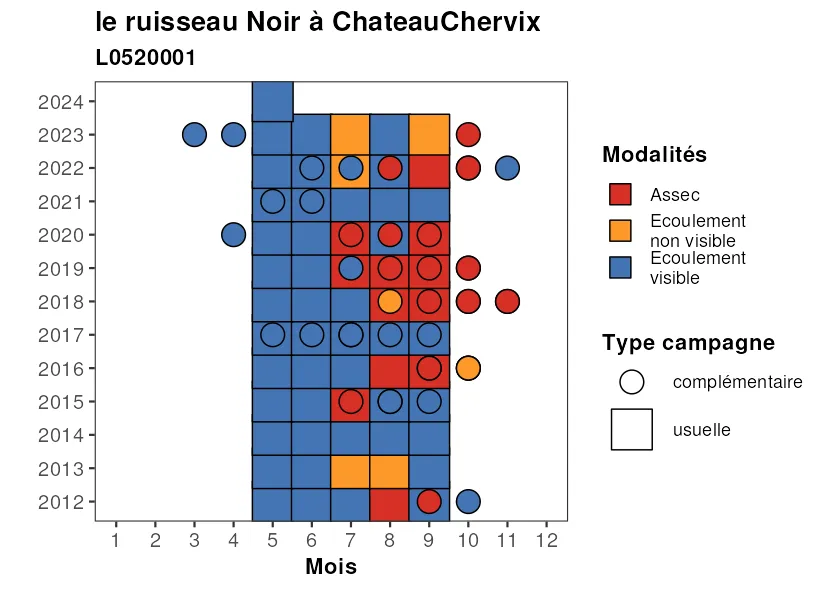 le ruisseau Noir à ChateauChervix
L0520001
2024
2023
2022
2021
2020
2019
2018
2017
2016
2015
2014
2013
2012
1 2 3 4 5 6 7 8 9 10 11 12
Mois
Modalités
Assec
Ecoulement
non visible
Ecoulement
visible
Type campagne
complémentaire
usuelle